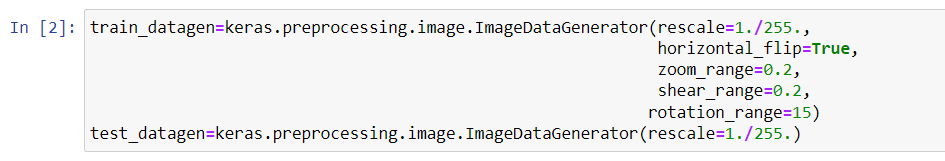 In [2]: train_datagen=keras.preprocessing.image.ImageDataGenerator(rescale=1./255.,
horizontal_flip=True,
zoom_range=0.2,
shear_range=0.2,
rotation_range=15)
test_datagen=keras.preprocessing.image.ImageDataGenerator(rescale=1./255.)